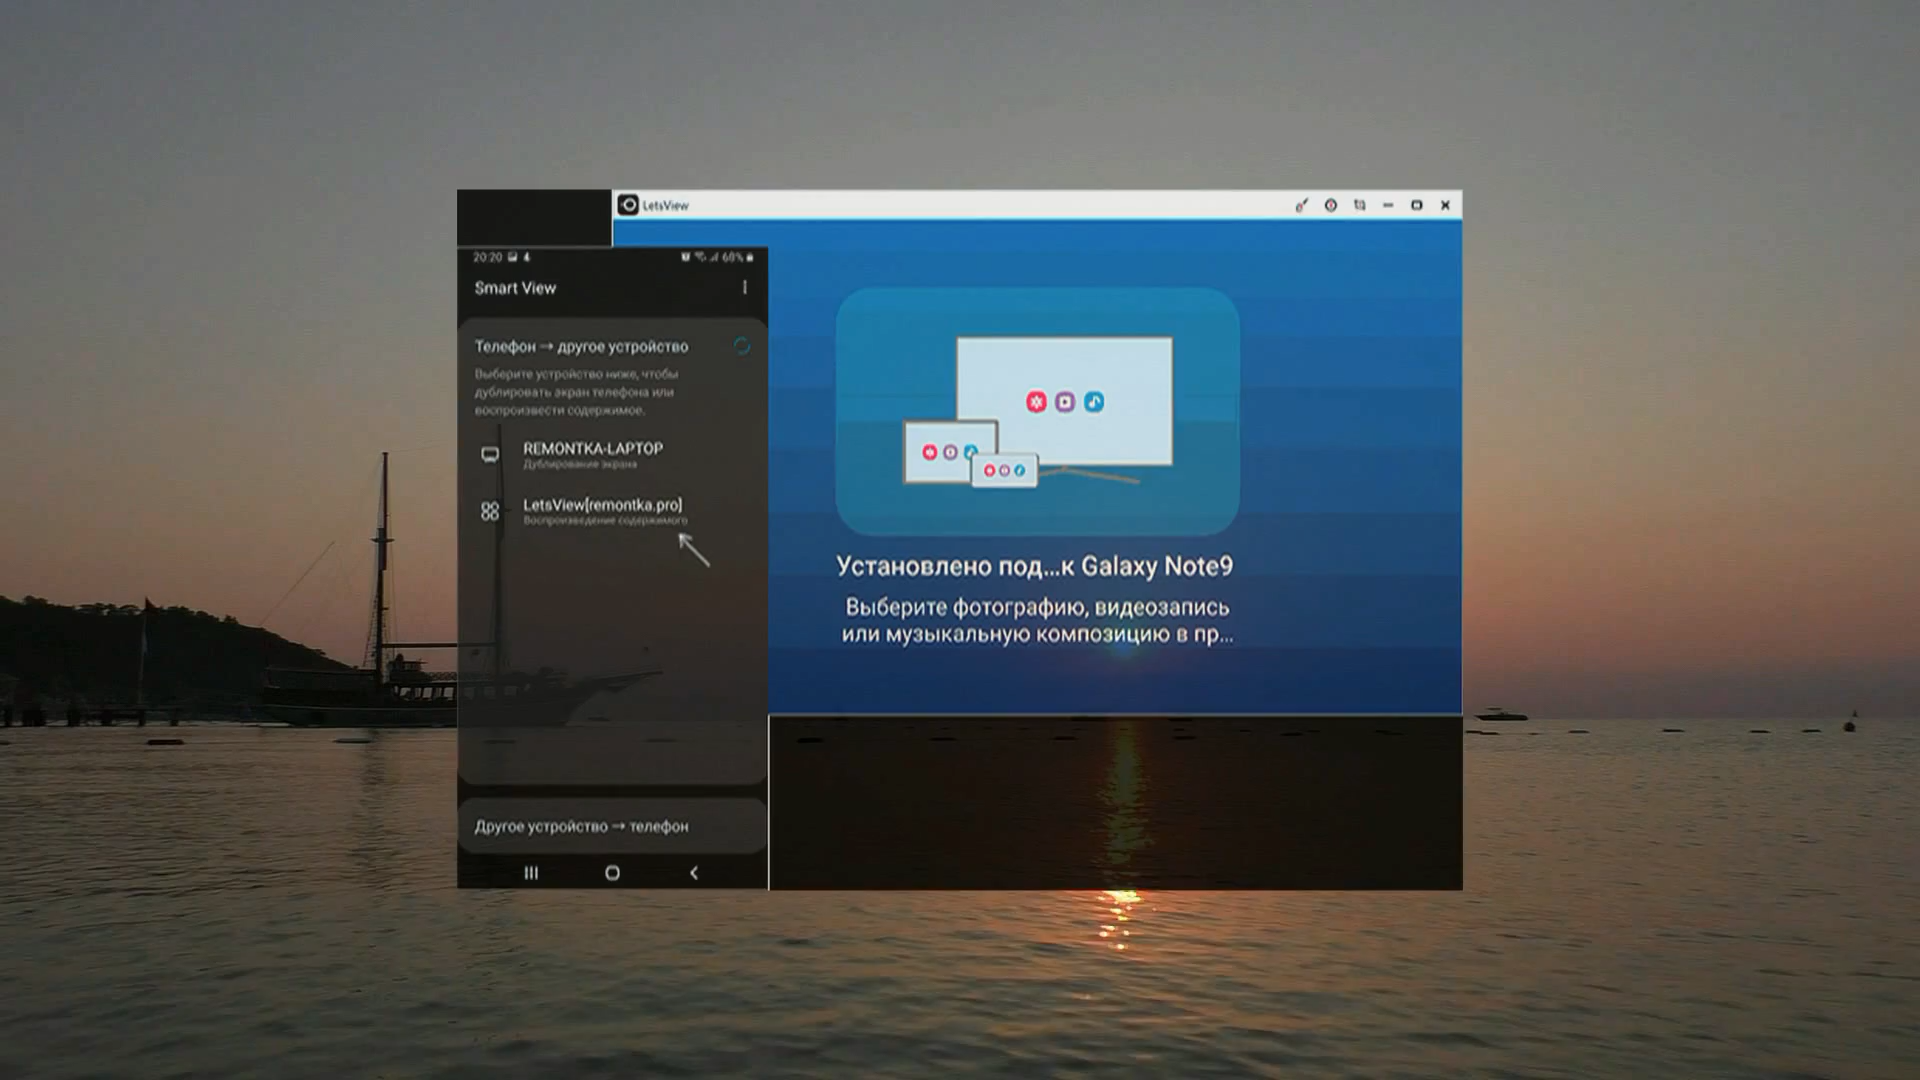 LetsView
20:20
68%
Smart View
Телефон → другое устройство
Выберите устройство ниже, чтобы
дублировать экран телефона или
воспроизвести содержимое.
REMONTKA-LAPTOP
Дублирование экрана
LetsView[remontka.pro]
Воспроизведение содержимого
Другое устройство → телефон
Установлено под...к Galaxy Note9
Выберите фотографию, видеозапись
или музыкальную композицию в пр...